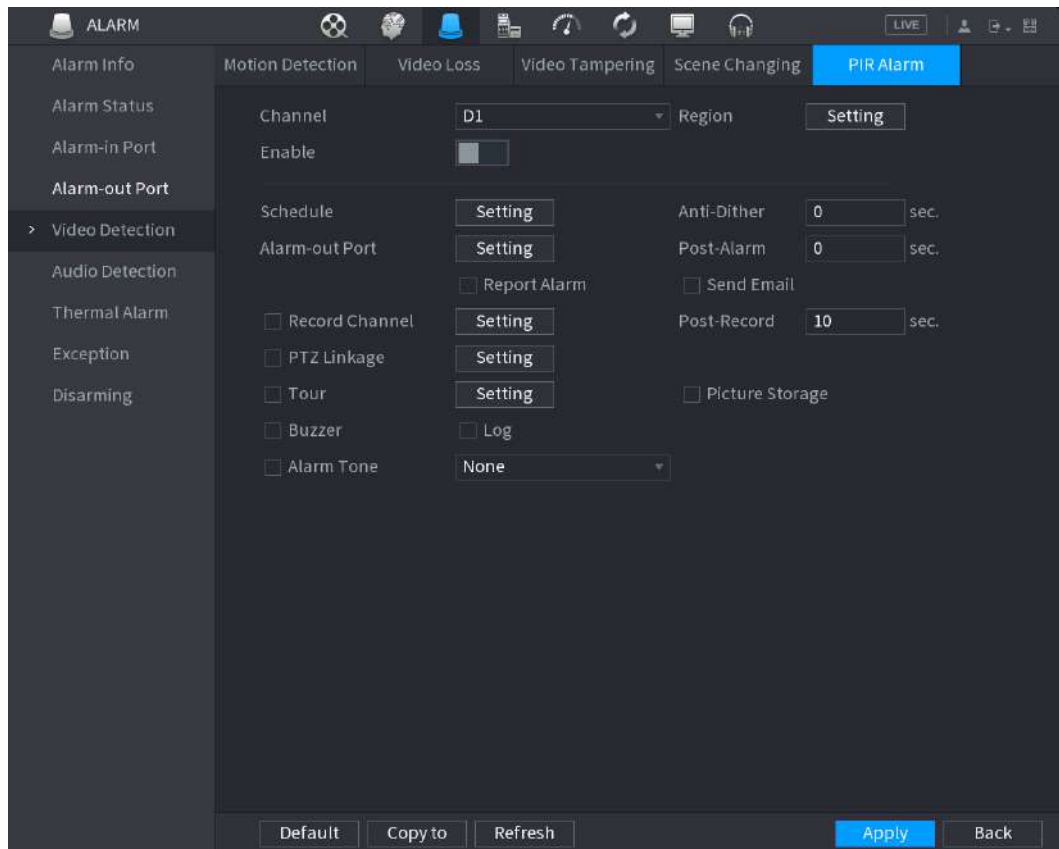 ALARM LIVE
Alarm Info
Alarm Status
Alarm-in Port
Alarm-out Port
> Video Detection
Audio Detection
Thermal Alarm
Exception
Disarming
Motion Detection Video Loss Video Tampering Scene Changing PIR Alarm
Channel D1 Region Setting
Enable
Schedule Setting Anti-Dither 0 sec.
Alarm-out Port Setting Post-Alarm 0 sec.
Report Alarm Send Email
Record Channel Setting Post-Record 10 sec.
PTZ Linkage Setting
Tour Setting Picture Storage
Buzzer Log
Alarm Tone None
Default Copy to Refresh Apply Back